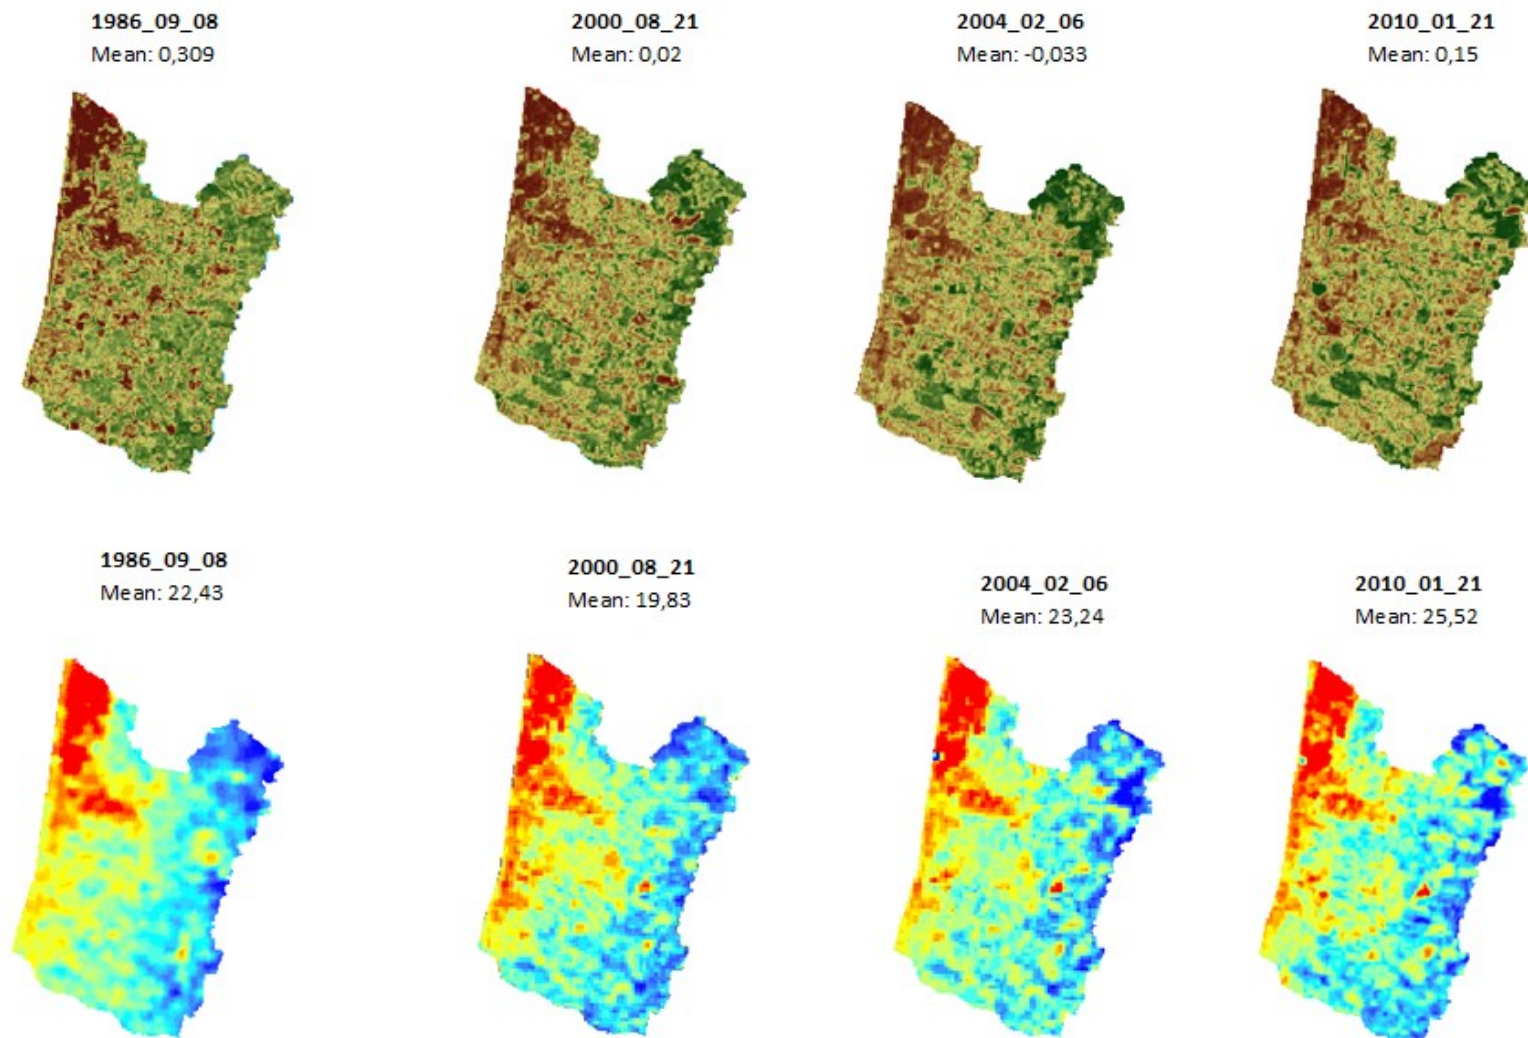 1986_09_08
Mean: 0,309
2000_08_21
Mean: 0,02
2004_02_06
Mean: -0,033
2010_01_21
Mean: 0,15
1986_09_08
Mean: 22,43
2000_08_21
Mean: 19,83
2004_02_06
Mean: 23,24
2010_01_21
Mean: 25,52